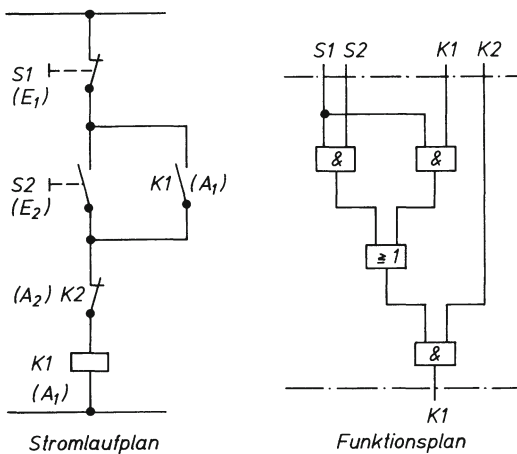 S1
(E1)
S2
(E2)
K1 (A1)
(A2) K2
K1
(A1)
Stromlaufplan
S1 S2 K1 K2
& &
≥ 1
&
K1
Funktionsplan